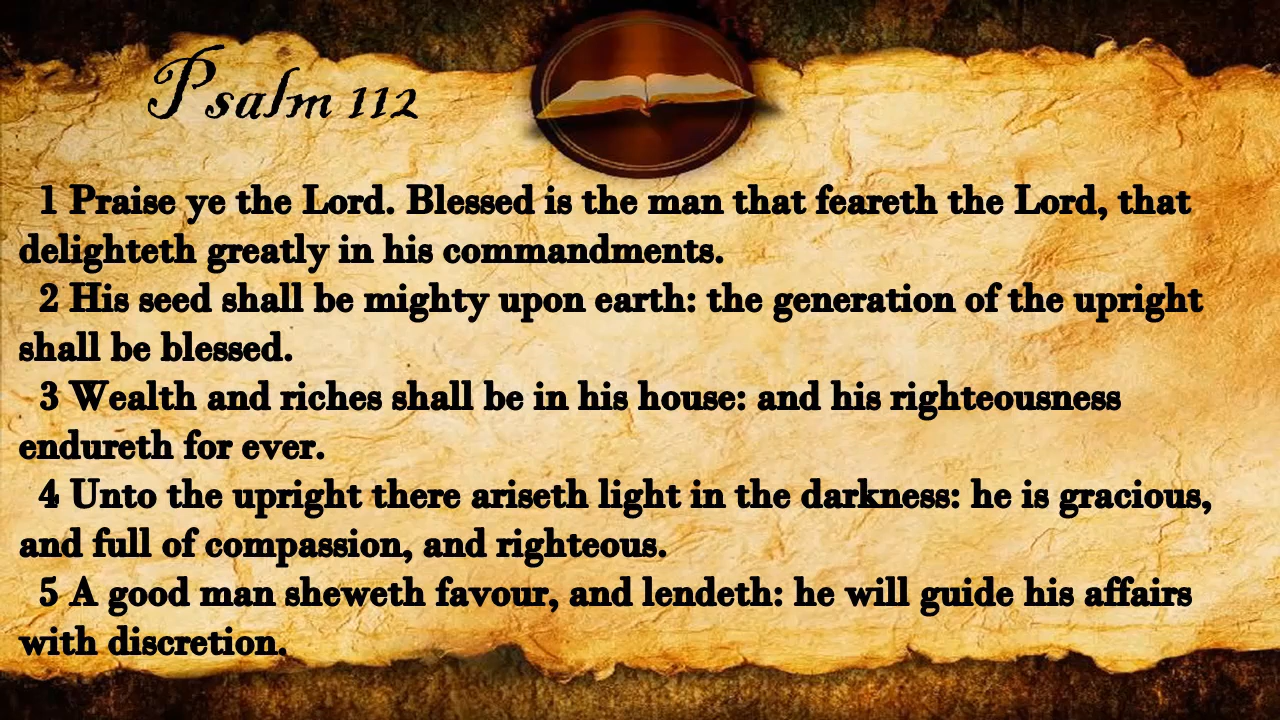 Psalm 112
1 Praise ye the Lord. Blessed is the man that feareth the Lord, that
delighteth greatly in his commandments.
2 His seed shall be mighty upon earth: the generation of the upright
shall be blessed.
3 Wealth and riches shall be in his house: and his righteousness
endureth for ever.
4 Unto the upright there ariseth light in the darkness: he is gracious,
and full of compassion, and righteous.
5 A good man sheweth favour, and lendeth: he will guide his affairs
with discretion.